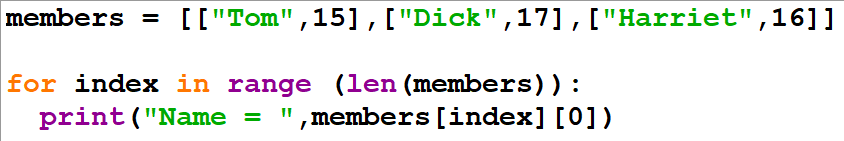 members = [["Tom",15],["Dick",17],["Harriet",16]]
for index in range (len(members)):
  print("Name = ",members[index][0])